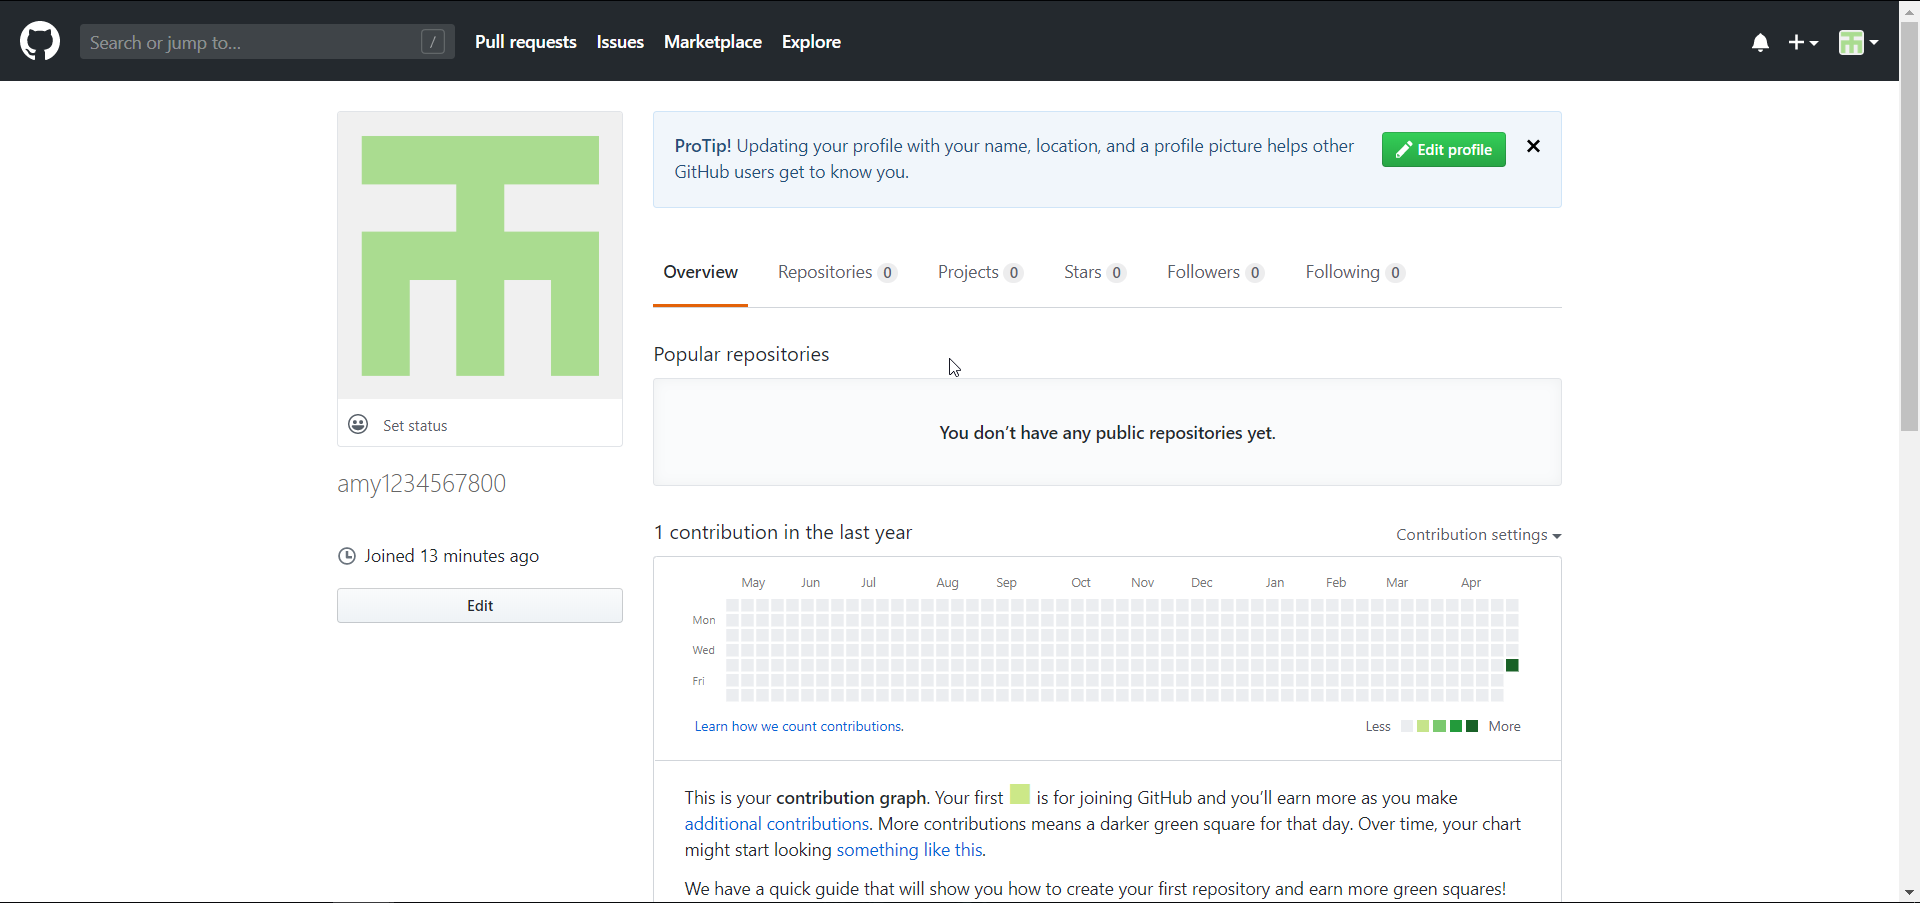 Search or jump to...
/
Pull requests
Issues
Marketplace
Explore
ProTip! Updating your profile with your name, location, and a profile picture helps other
GitHub users get to know you.
Edit profile
Overview
Repositories 0
Projects 0
Stars 0
Followers 0
Following 0
Set status
amy1234567800
Joined 13 minutes ago
Edit
Popular repositories
You don’t have any public repositories yet.
1 contribution in the last year
Contribution settings
May Jun Jul Aug Sep Oct Nov Dec Jan Feb Mar Apr
Mon
Wed
Fri
Learn how we count contributions.
Less
More
This is your contribution graph. Your first is for joining GitHub and you’ll earn more as you make
additional contributions. More contributions means a darker green square for that day. Over time, your chart
might start looking something like this.
We have a quick guide that will show you how to create your first repository and earn more green squares!